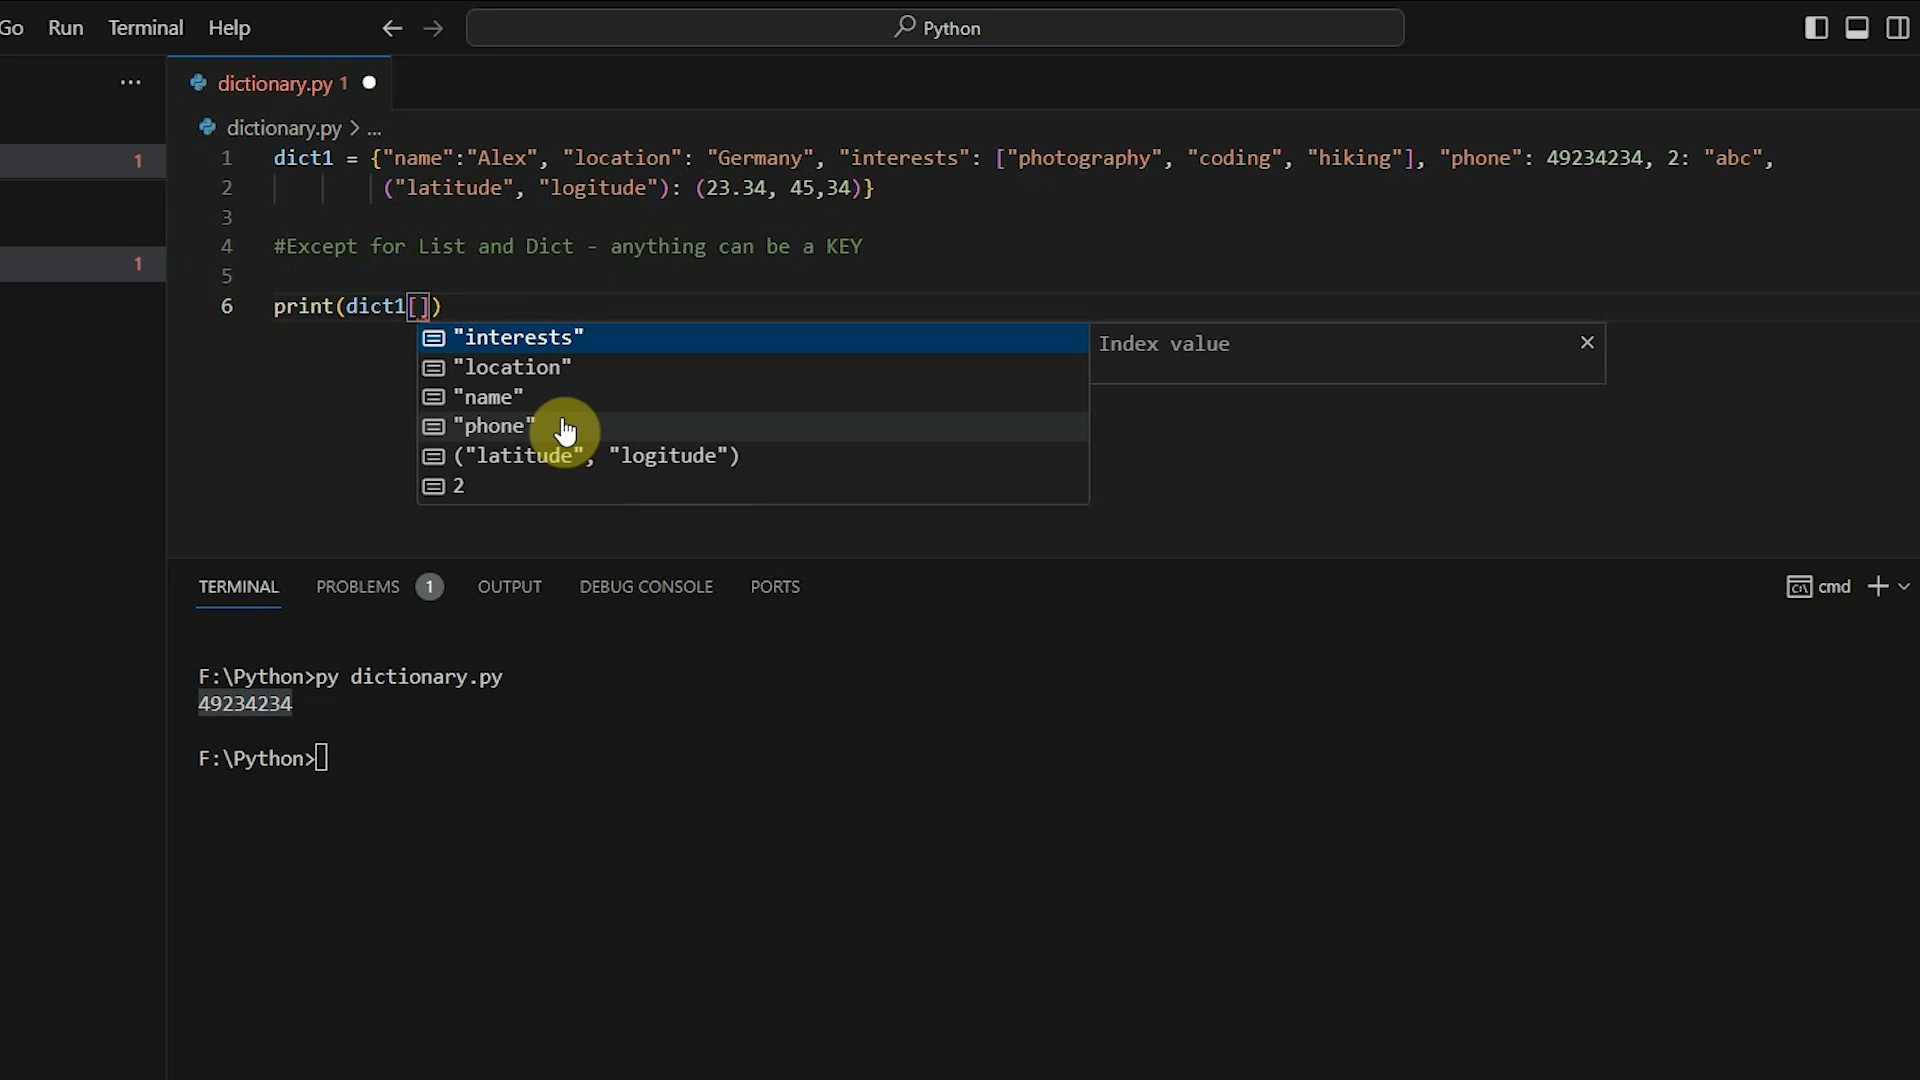 Go Run Terminal Help
Python
dictionary.py 1
dictionary.py > ...
1 dict1 = {"name":"Alex", "location": "Germany", "interests": ["photography", "coding", "hiking"], "phone": 49234234, 2: "abc",
2 ("latitude", "logitude"): (23.34, 45,34)}
3
4 #Except for List and Dict - anything can be a KEY
5
6 print(dict1[])
"interests"
Index value
"location"
"name"
"phone"
("latitude", "logitude")
2
1
1
TERMINAL PROBLEMS 1 OUTPUT DEBUG CONSOLE PORTS
cmd
F:\Python>py dictionary.py
49234234
F:\Python>